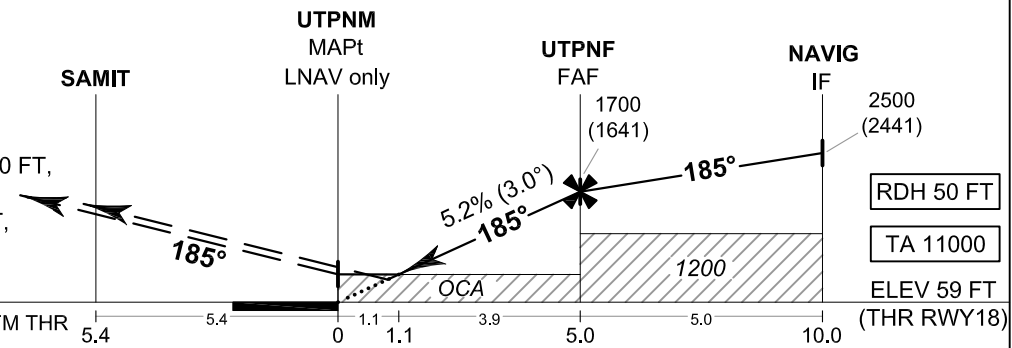 UTPNM
MAPt
LNAV only
SAMIT
UTPNF
FAF
NAVIG
IF
1700
(1641)
2500
(2441)
0 FT,
T,
185°
5.2% (3.0°)
185°
185°
OCA
1200
RDH 50 FT
TA 11000
ELEV 59 FT
(THR RWY18)
5.4
1.1
3.9
5.0
M THR
5.4
0
1.1
5.0
10.0